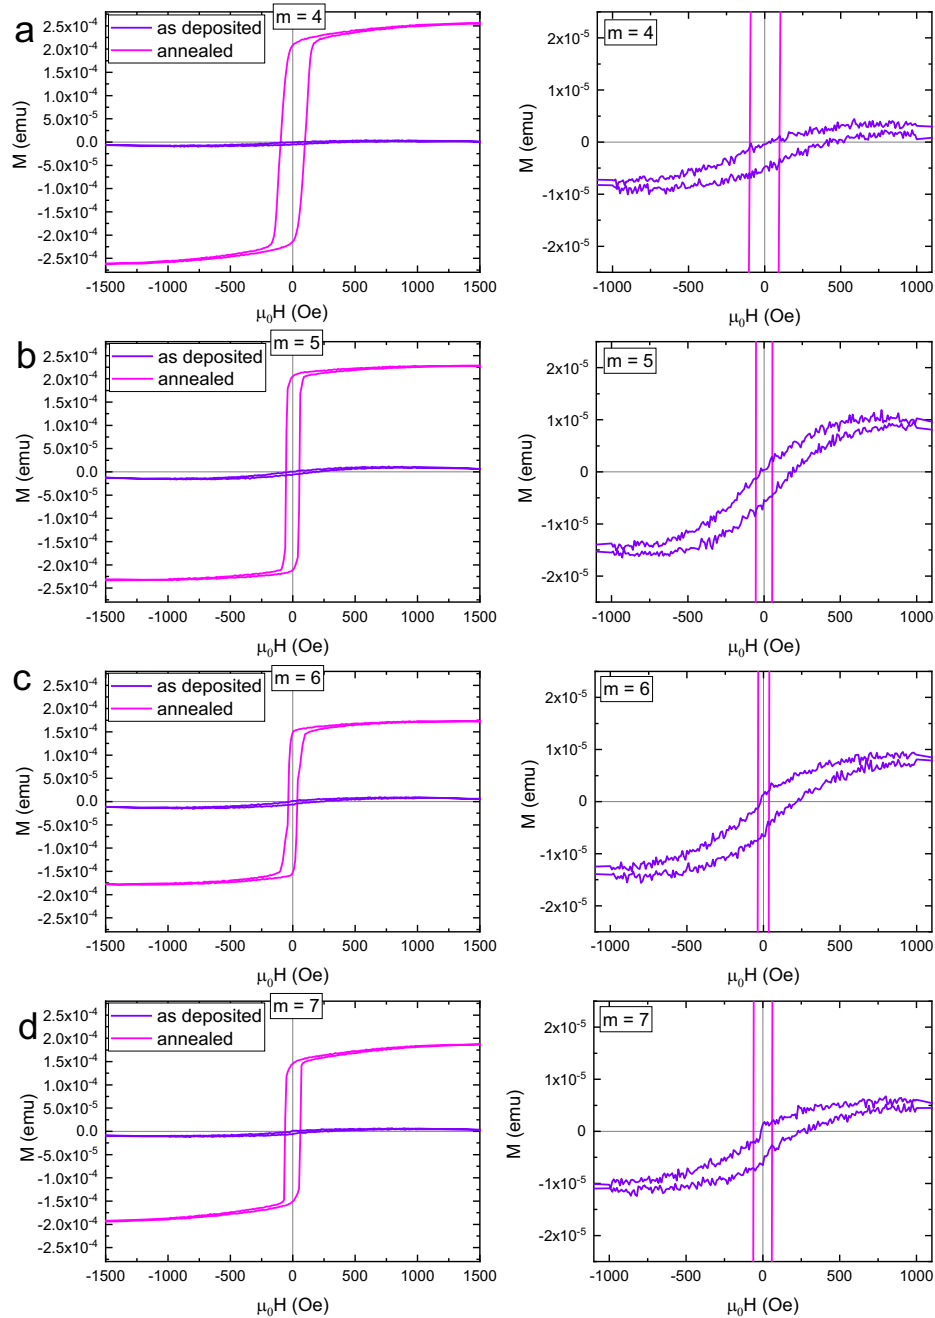 a
m = 4
as deposited
annealed
2.5x10⁻⁴
2.0x10⁻⁴
1.5x10⁻⁴
1.0x10⁻⁴
5.0x10⁻⁵
0.0
-5.0x10⁻⁵
-1.0x10⁻⁴
-1.5x10⁻⁴
-2.0x10⁻⁴
-2.5x10⁻⁴
M (emu)
-1500 -1000 -500 0 500 1000 1500
μ₀H (Oe)
m = 4
2x10⁻⁵
1x10⁻⁵
0
-1x10⁻⁵
-2x10⁻⁵
M (emu)
-1000 -500 0 500 1000
μ₀H (Oe)
b
m = 5
as deposited
annealed
2.5x10⁻⁴
2.0x10⁻⁴
1.5x10⁻⁴
1.0x10⁻⁴
5.0x10⁻⁵
0.0
-5.0x10⁻⁵
-1.0x10⁻⁴
-1.5x10⁻⁴
-2.0x10⁻⁴
-2.5x10⁻⁴
M (emu)
-1500 -1000 -500 0 500 1000 1500
μ₀H (Oe)
m = 5
2x10⁻⁵
1x10⁻⁵
0
-1x10⁻⁵
-2x10⁻⁵
M (emu)
-1000 -500 0 500 1000
μ₀H (Oe)
c
m = 6
as deposited
annealed
2.5x10⁻⁴
2.0x10⁻⁴
1.5x10⁻⁴
1.0x10⁻⁴
5.0x10⁻⁵
0.0
-5.0x10⁻⁵
-1.0x10⁻⁴
-1.5x10⁻⁴
-2.0x10⁻⁴
-2.5x10⁻⁴
M (emu)
-1500 -1000 -500 0 500 1000 1500
μ₀H (Oe)
m = 6
2x10⁻⁵
1x10⁻⁵
0
-1x10⁻⁵
-2x10⁻⁵
M (emu)
-1000 -500 0 500 1000
μ₀H (Oe)
d
m = 7
as deposited
annealed
2.5x10⁻⁴
2.0x10⁻⁴
1.5x10⁻⁴
1.0x10⁻⁴
5.0x10⁻⁵
0.0
-5.0x10⁻⁵
-1.0x10⁻⁴
-1.5x10⁻⁴
-2.0x10⁻⁴
-2.5x10⁻⁴
M (emu)
-1500 -1000 -500 0 500 1000 1500
μ₀H (Oe)
m = 7
2x10⁻⁵
1x10⁻⁵
0
-1x10⁻⁵
-2x10⁻⁵
M (emu)
-1000 -500 0 500 1000
μ₀H (Oe)